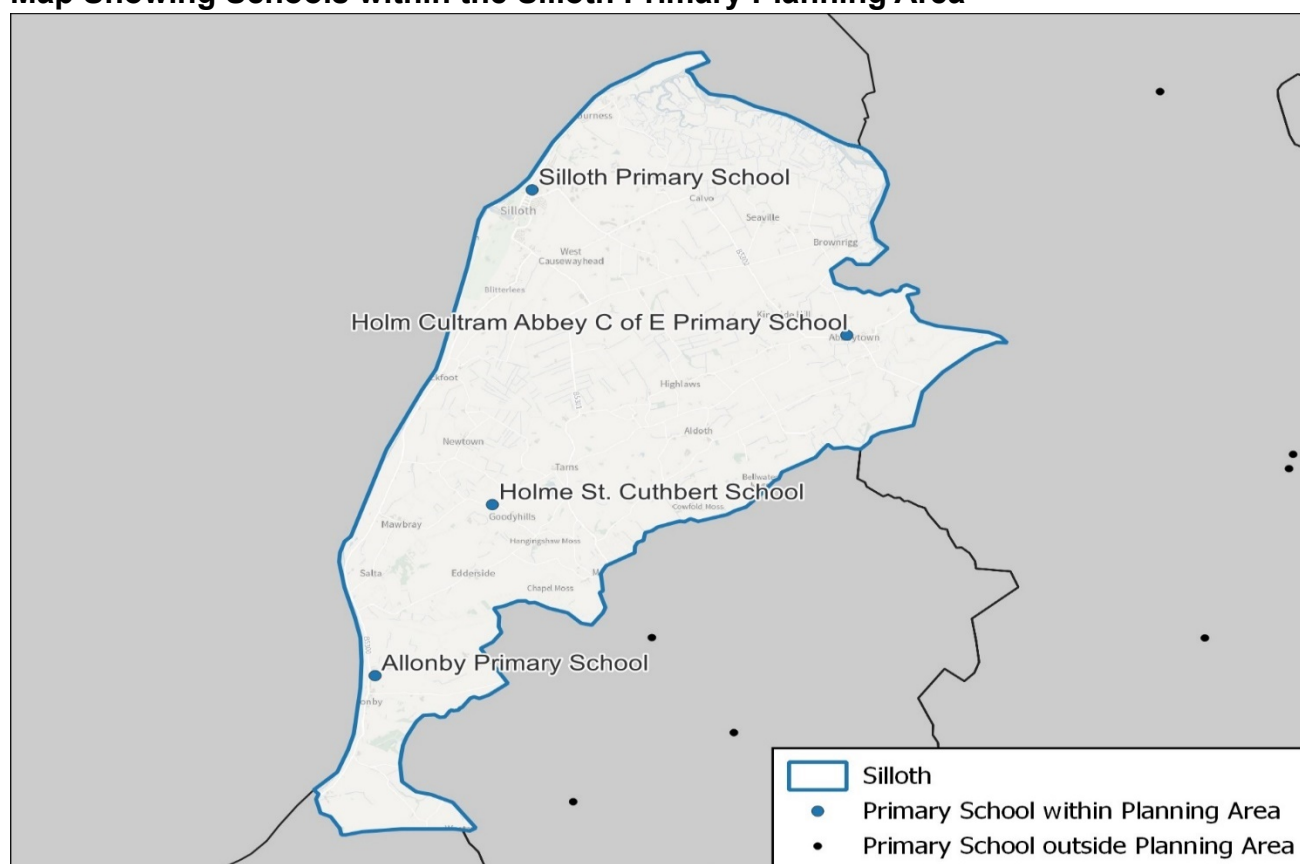 Map Showing Schools within the Silloth Primary Planning Area
Silloth Primary School
Silloth
Calvo
Seaville
West
Causewayhead
Brownrigg
B5302
Blitterlees
Holm Cultram Abbey C of E Primary School
Highlaws
B5301
Aldoth
Newtown
Tarns
Holme St. Cuthbert School
Goodyhills
Cowfold Moss
Mawbray
Hangingshaw Moss
Salta
Edderside
Chapel Moss
B5300
Allonby Primary School
Silloth
Primary School within Planning Area
Primary School outside Planning Area